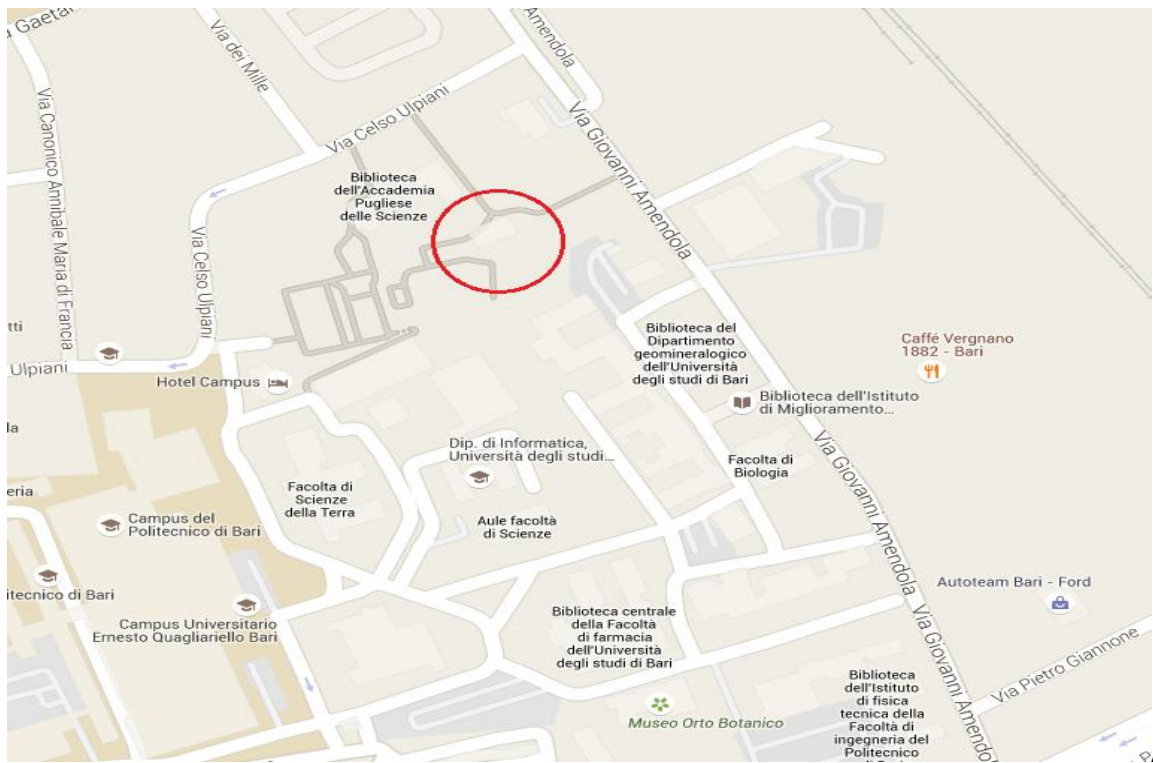 Gaetan
Amendola
Via dei Mille
Via Canonico Annibale Maria di Francia
Via Celso Ulpiani
Via Giovanni Amendola
Biblioteca
dell'Accademia
Pugliese
delle Scienze
Via Celso Ulpiani
tti
Ulpiani
Hotel Campus
Biblioteca del
Dipartimento
geomineralogico
dell'Università
degli studi di Bari
Caffé Vergnano
1882 - Bari
Biblioteca dell'Istituto
di Miglioramento...
la
Dip. di Informatica,
Università degli studi...
Facolta di
Biologia
Via Giovanni Amendola
eria
Facolta di
Scienze
della Terra
Campus del
Politecnico di Bari
Aule facoltà
di Scienze
litecnico di Bari
Autoteam Bari - Ford
Campus Universitario
Ernesto Quagliariello Bari
Biblioteca centrale
della Facoltà
di farmacia
dell'Università
degli studi di Bari
Via Giovanni Amendola
Via Pietro Giannone
Museo Orto Botanico
Biblioteca
dell'Istituto
di fisica
tecnica della
Facoltà di
ingegneria del
Politecnico